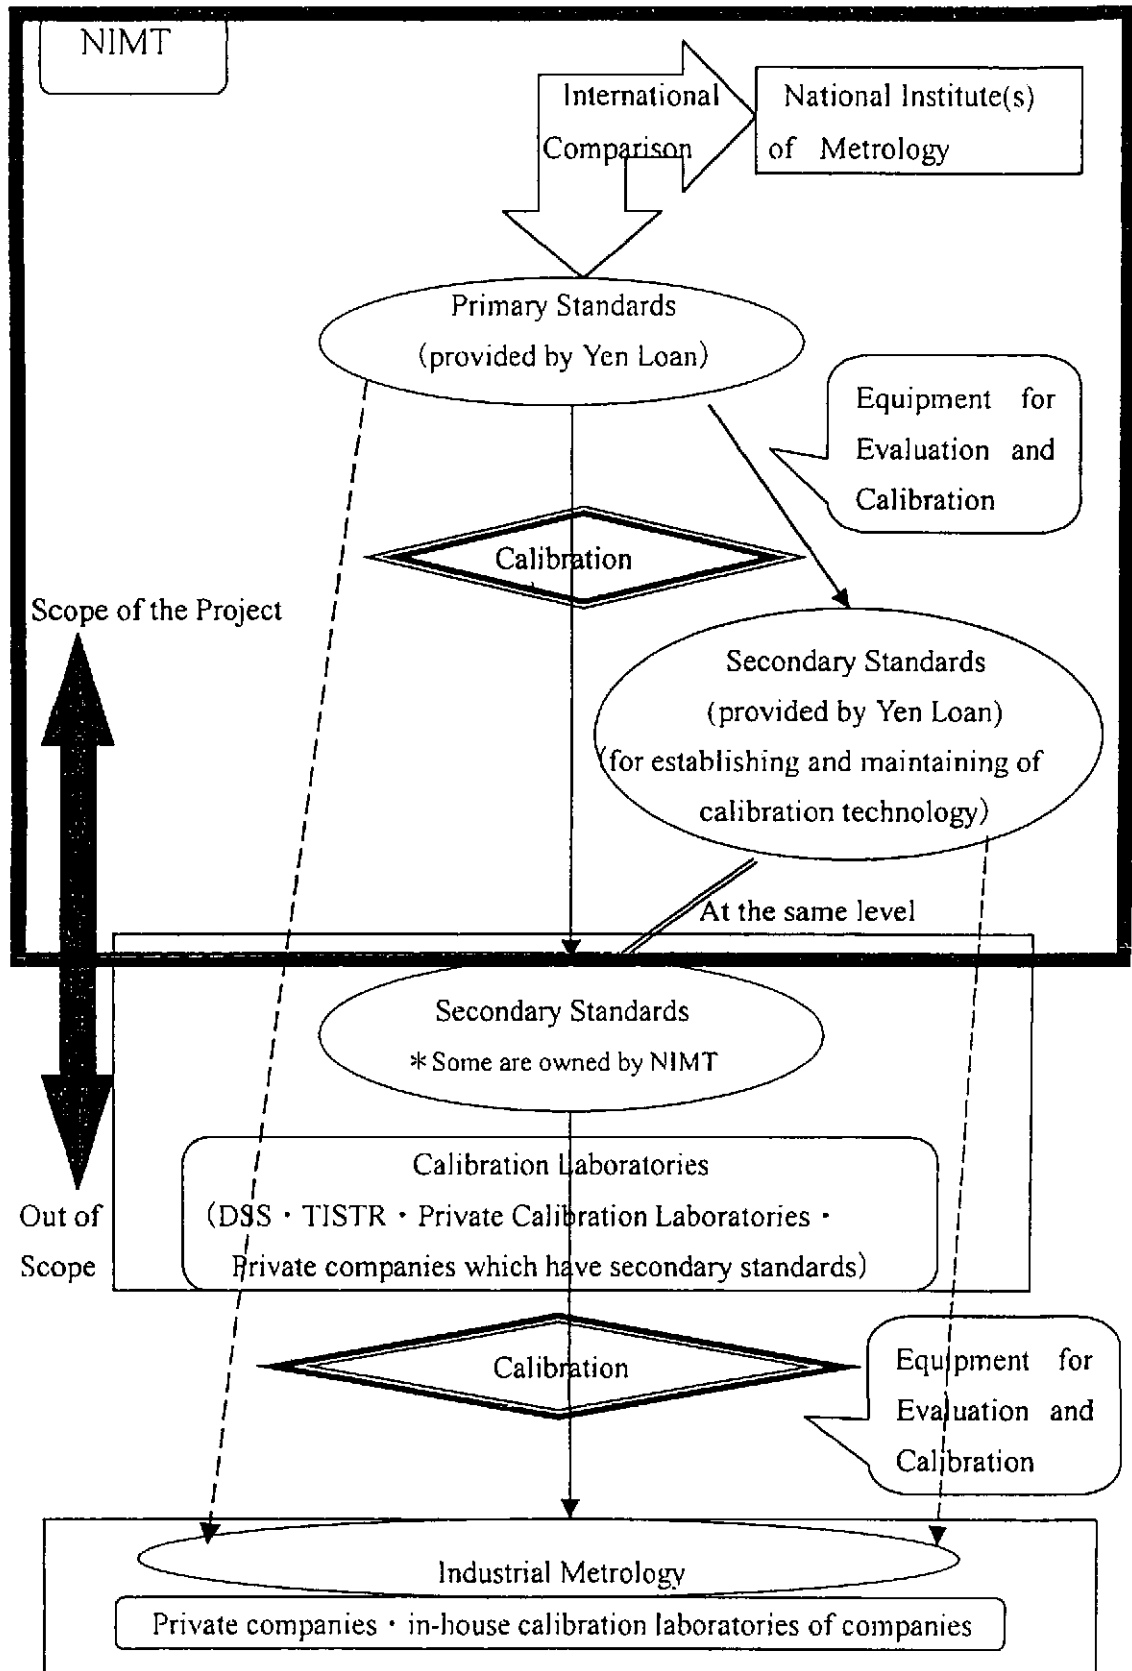 NIMT
International
Comparison
National Institute(s)
of Metrology
Primary Standards
(provided by Yen Loan)
Equipment for
Evaluation and
Calibration
Calibration
Scope of the Project
Secondary Standards
(provided by Yen Loan)
(for establishing and maintaining of
calibration technology)
At the same level
Secondary Standards
*Some are owned by NIMT
Calibration Laboratories
(DSS・TISTR・Private Calibration Laboratories・
Private companies which have secondary standards)
Out of
Scope
Calibration
Equipment for
Evaluation and
Calibration
Industrial Metrology
Private companies・in-house calibration laboratories of companies